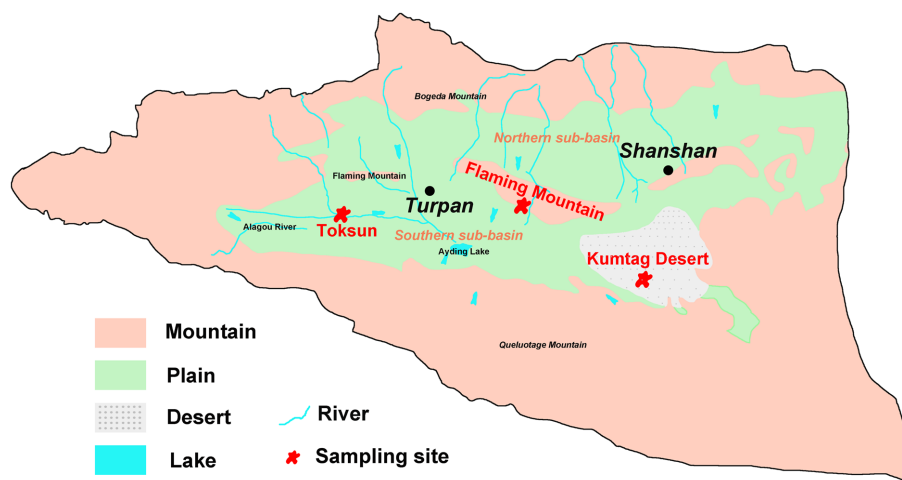 Bogeda Mountain
Northern sub-basin
Shanshan
Flaming Mountain
Flaming Mountain
Turpan
Toksun
Alagou River
Southern sub-basin
Ayding Lake
Kumtag Desert
Queluotage Mountain
Mountain
Plain
Desert
River
Lake
Sampling site